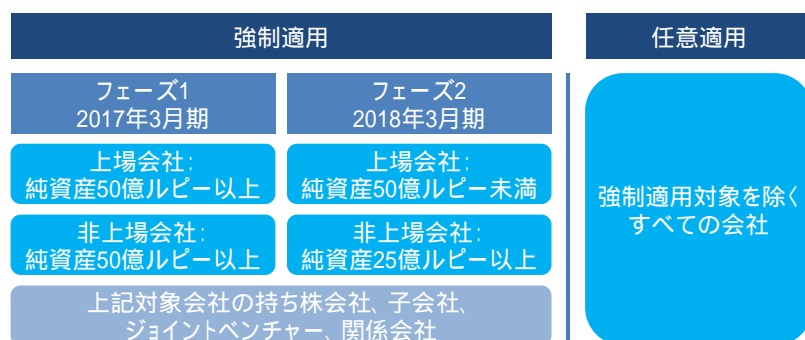 強制適用
任意適用
フェーズ1
2017年3月期
フェーズ2
2018年3月期
上場会社:
純資産50億ルピー以上
上場会社:
純資産50億ルピー未満
非上場会社:
純資産50億ルピー以上
非上場会社:
純資産25億ルピー以上
上記対象会社の持ち株会社、子会社、
ジョイントベンチャー、関係会社
強制適用対象を除く
すべての会社